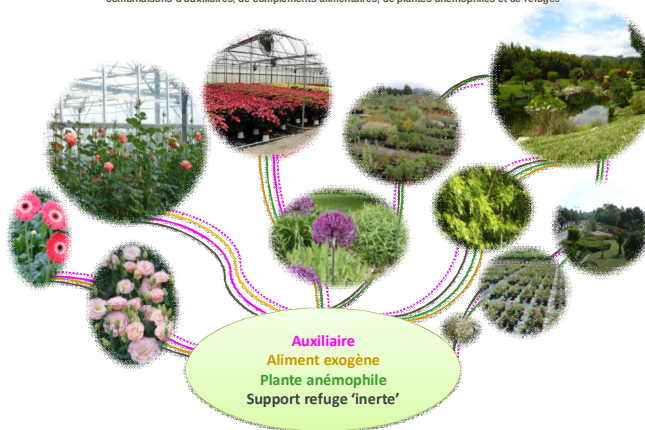 combinaisons d'auxiliaires, de compléments alimentaires, de plantes anémophiles et de refuges
Auxiliaire
Aliment exogène
Plante anémophile
Support refuge ‘inerte’